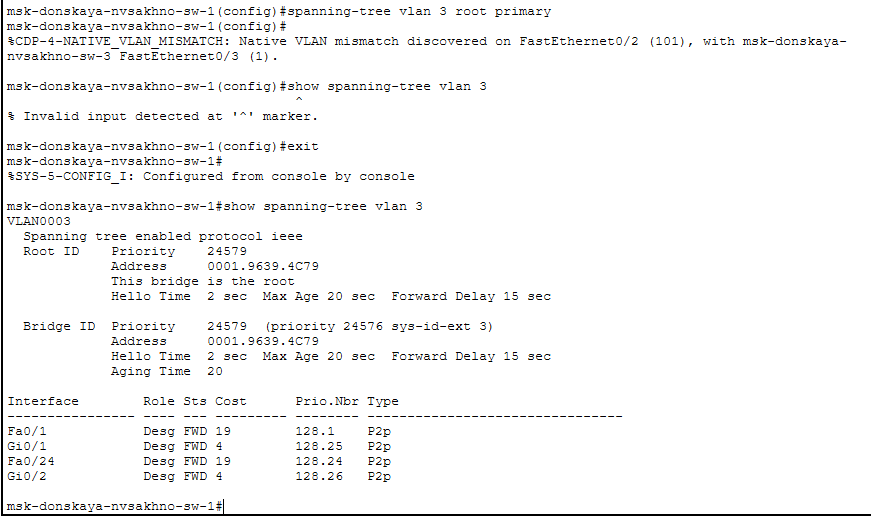 msk-donskaya-nvsakhno-sw-1(config)#spanning-tree vlan 3 root primary
msk-donskaya-nvsakhno-sw-1(config)#
%CDP-4-NATIVE_VLAN_MISMATCH: Native VLAN mismatch discovered on FastEthernet0/2 (101), with msk-donskaya-
nvsakhno-sw-3 FastEthernet0/3 (1).
msk-donskaya-nvsakhno-sw-1(config)#show spanning-tree vlan 3
^
% Invalid input detected at '^' marker.
msk-donskaya-nvsakhno-sw-1(config)#exit
msk-donskaya-nvsakhno-sw-1#
%SYS-5-CONFIG_I: Configured from console by console
msk-donskaya-nvsakhno-sw-1#show spanning-tree vlan 3
VLAN0003
Spanning tree enabled protocol ieee
Root ID Priority 24579
Address 0001.9639.4C79
This bridge is the root
Hello Time 2 sec Max Age 20 sec Forward Delay 15 sec
Bridge ID Priority 24579 (priority 24576 sys-id-ext 3)
Address 0001.9639.4C79
Hello Time 2 sec Max Age 20 sec Forward Delay 15 sec
Aging Time 20
Interface Role Sts Cost Prio.Nbr Type
---------------- ---- --- --------- -------- --------------------------------
Fa0/1 Desg FWD 19 128.1 P2p
Gi0/1 Desg FWD 4 128.25 P2p
Fa0/24 Desg FWD 19 128.24 P2p
Gi0/2 Desg FWD 4 128.26 P2p
msk-donskaya-nvsakhno-sw-1#